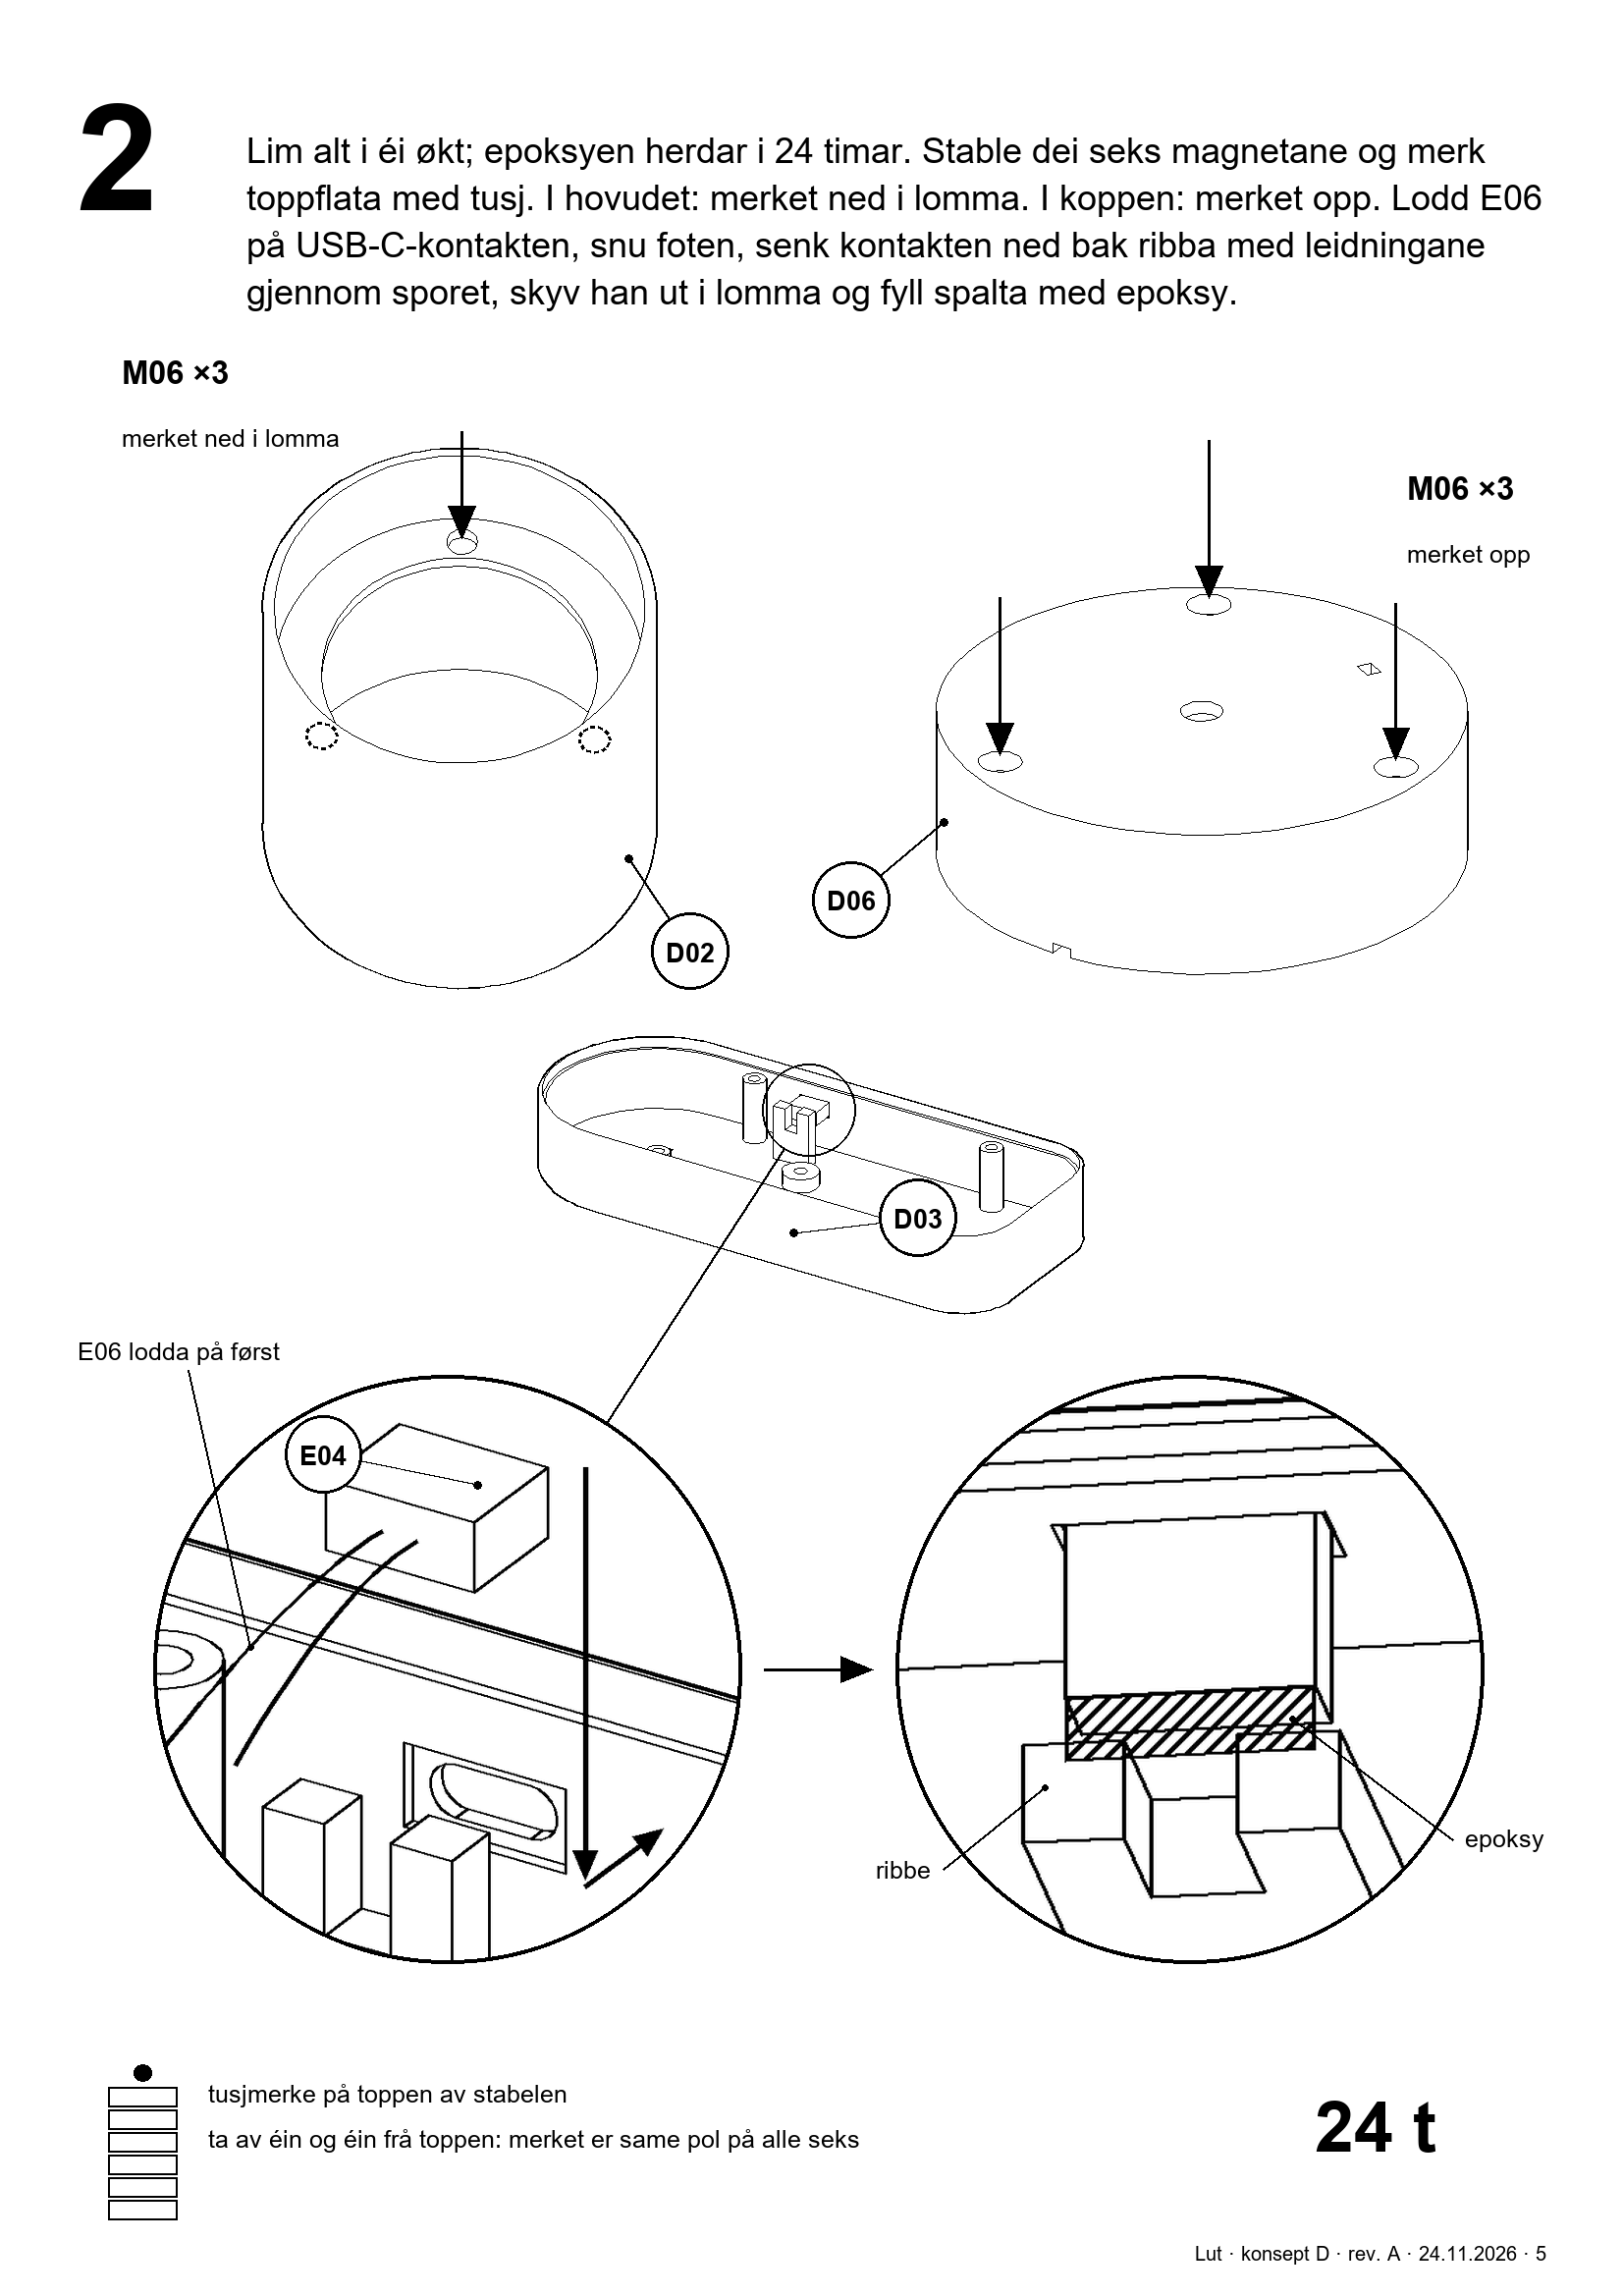 2
Lim alt i éi økt; epoksyen herdar i 24 timar. Stable dei seks magnetane og merk
toppflata med tusj. I hovudet: merket ned i lomma. I koppen: merket opp. Lodd E06
på USB-C-kontakten, snu foten, senk kontakten ned bak ribba med leidningane
gjennom sporet, skyv han ut i lomma og fyll spalta med epoksy.
M06 ×3
merket ned i lomma
M06 ×3
merket opp
D06
D02
D03
E06 lodda på først
E04
epoksy
ribbe
tusjmerke på toppen av stabelen
ta av éin og éin frå toppen: merket er same pol på alle seks
24 t
Lut · konsept D · rev. A · 24.11.2026 · 5